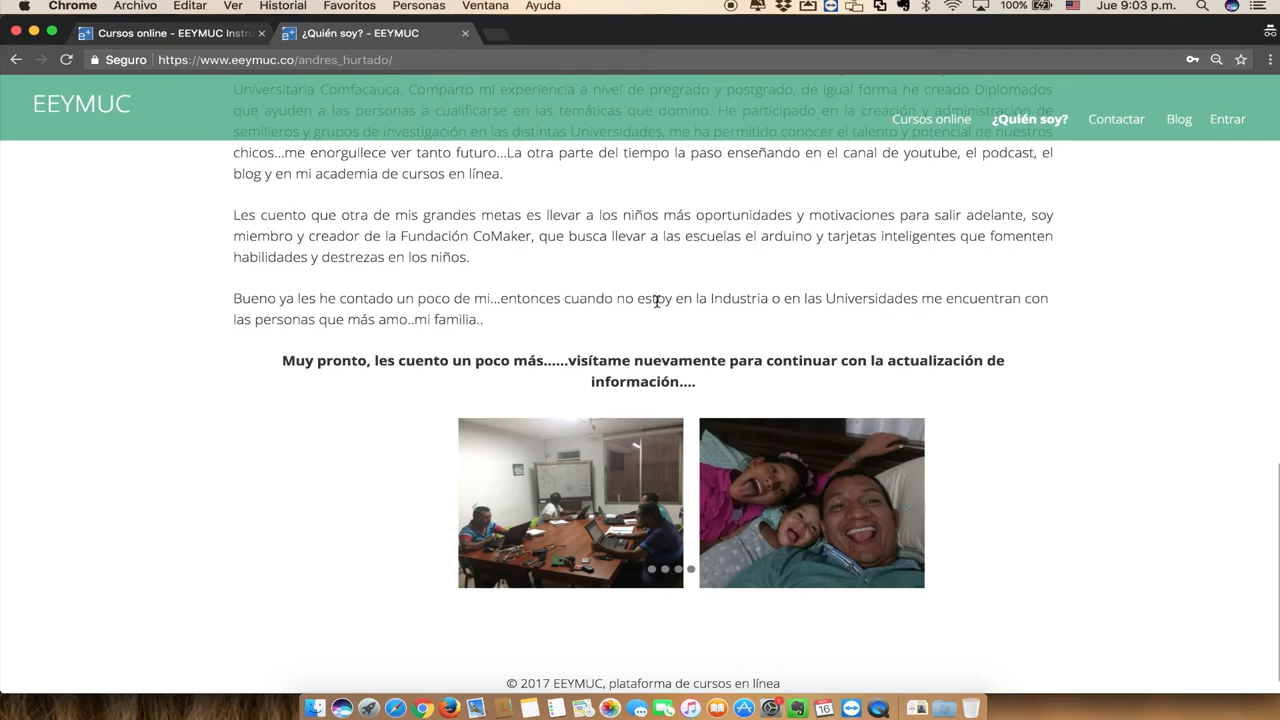 Chrome Archivo Editar Ver Historial Favoritos Personas Ventana Ayuda 100% Jue 9:03 p.m.
Cursos online - EEYMUC Instru ¿Quién soy? - EEYMUC
Seguro https://www.eeymuc.co/andres_hurtado/
EEYMUC
Cursos online ¿Quién soy? Contactar Blog Entrar
Universitaria Comfacauca. Comparto mi experiencia a nivel de pregrado y postgrado, de igual forma he creado Diplomados
que ayuden a las personas a cualificarse en las temáticas que domino. He participado en la creación y administración de
semilleros y grupos de investigación en las distintas Universidades, me ha permitido conocer el talento y potencial de nuestros
chicos...me enorgullece ver tanto futuro...La otra parte del tiempo la paso enseñando en el canal de youtube, el podcast, el
blog y en mi academia de cursos en línea.
Les cuento que otra de mis grandes metas es llevar a los niños más oportunidades y motivaciones para salir adelante, soy
miembro y creador de la Fundación CoMaker, que busca llevar a las escuelas el arduino y tarjetas inteligentes que fomenten
habilidades y destrezas en los niños.
Bueno ya les he contado un poco de mi...entonces cuando no estoy en la Industria o en las Universidades me encuentran con
las personas que más amo..mi familia..
Muy pronto, les cuento un poco más......visítame nuevamente para continuar con la actualización de
información....
© 2017 EEYMUC, plataforma de cursos en línea
16